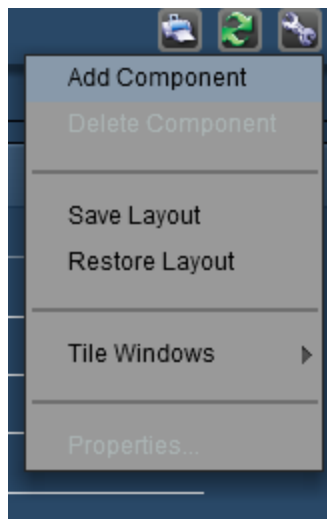 Add Component
Delete Component
Save Layout
Restore Layout
Tile Windows
Properties...